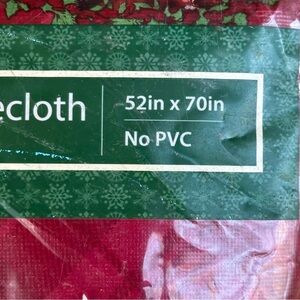 ecloth
52in x 70in
No PVC